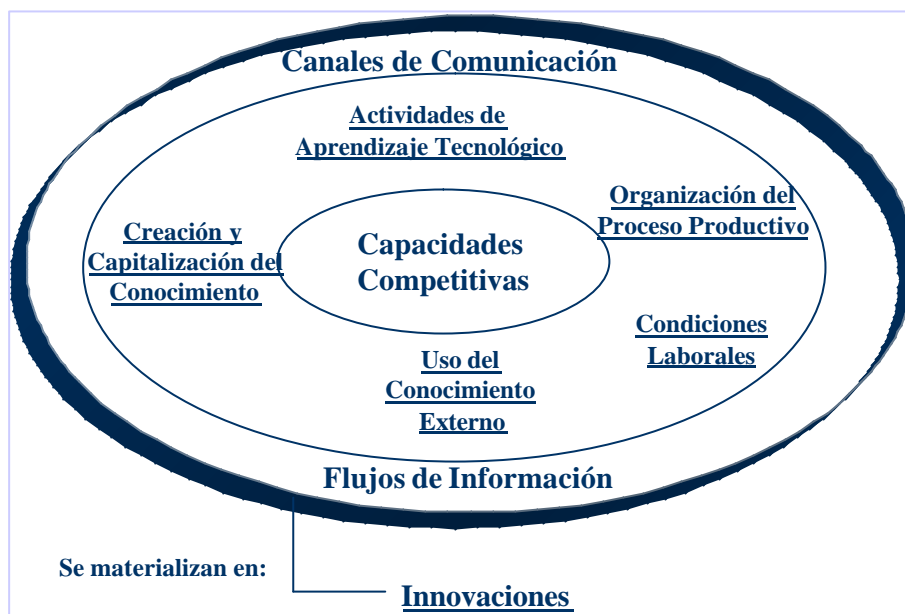 Canales de Comunicación
Actividades de
Aprendizaje Tecnológico
Organización del
Proceso Productivo
Creación y
Capitalización del
Conocimiento
Capacidades
Competitivas
Condiciones
Laborales
Uso del
Conocimiento
Externo
Flujos de Información
Se materializan en:
Innovaciones